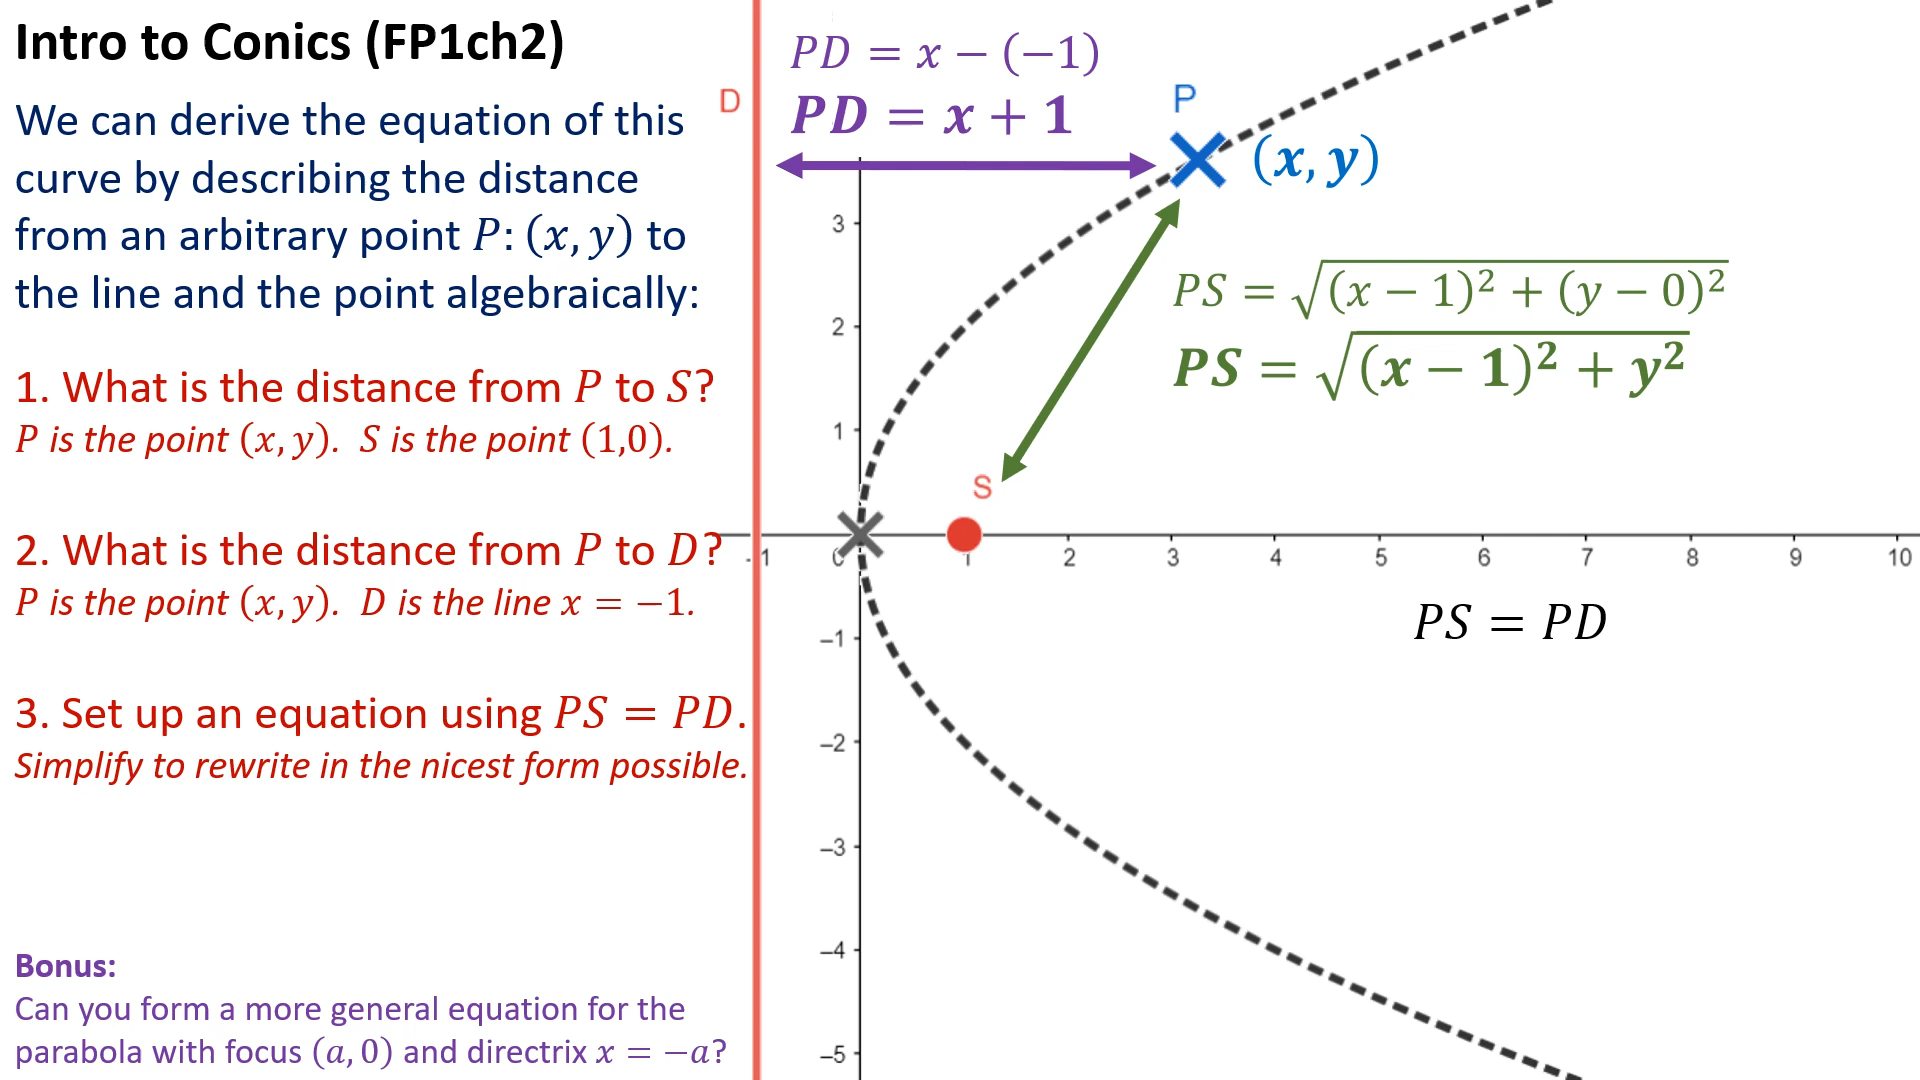 Intro to Conics (FP1ch2)
We can derive the equation of this
curve by describing the distance
from an arbitrary point P: (x, y) to
the line and the point algebraically:
1. What is the distance from P to S?
P is the point (x, y). S is the point (1,0).
2. What is the distance from P to D?
P is the point (x, y). D is the line x = −1.
3. Set up an equation using PS = PD.
Simplify to rewrite in the nicest form possible.
Bonus:
Can you form a more general equation for the
parabola with focus (a, 0) and directrix x = −a?
D
PD = x − (−1)
PD = x + 1
P
(x, y)
PS = √((x − 1)² + (y − 0)²)
PS = √((x − 1)² + y²)
S
PS = PD
3
2
1
-1 0 1 2 3 4 5 6 7 8 9 10
−1
−2
−3
−4
−5